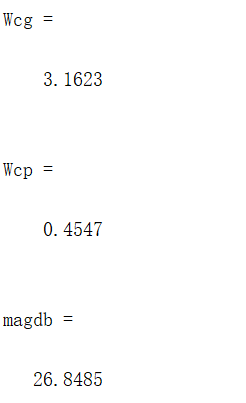 Wcg =
3.1623
Wcp =
0.4547
magdb =
26.8485